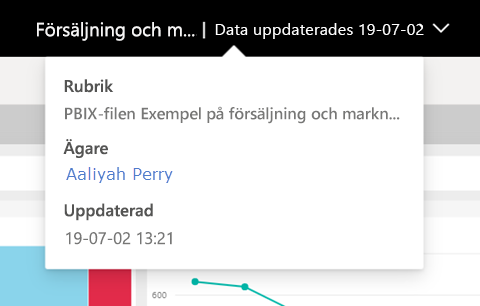 Försäljning och m... | Data uppdaterades 19-07-02
Rubrik
PBIX-filen Exempel på försäljning och markn...
Ägare
Aaliyah Perry
Uppdaterad
19-07-02 13:21
600